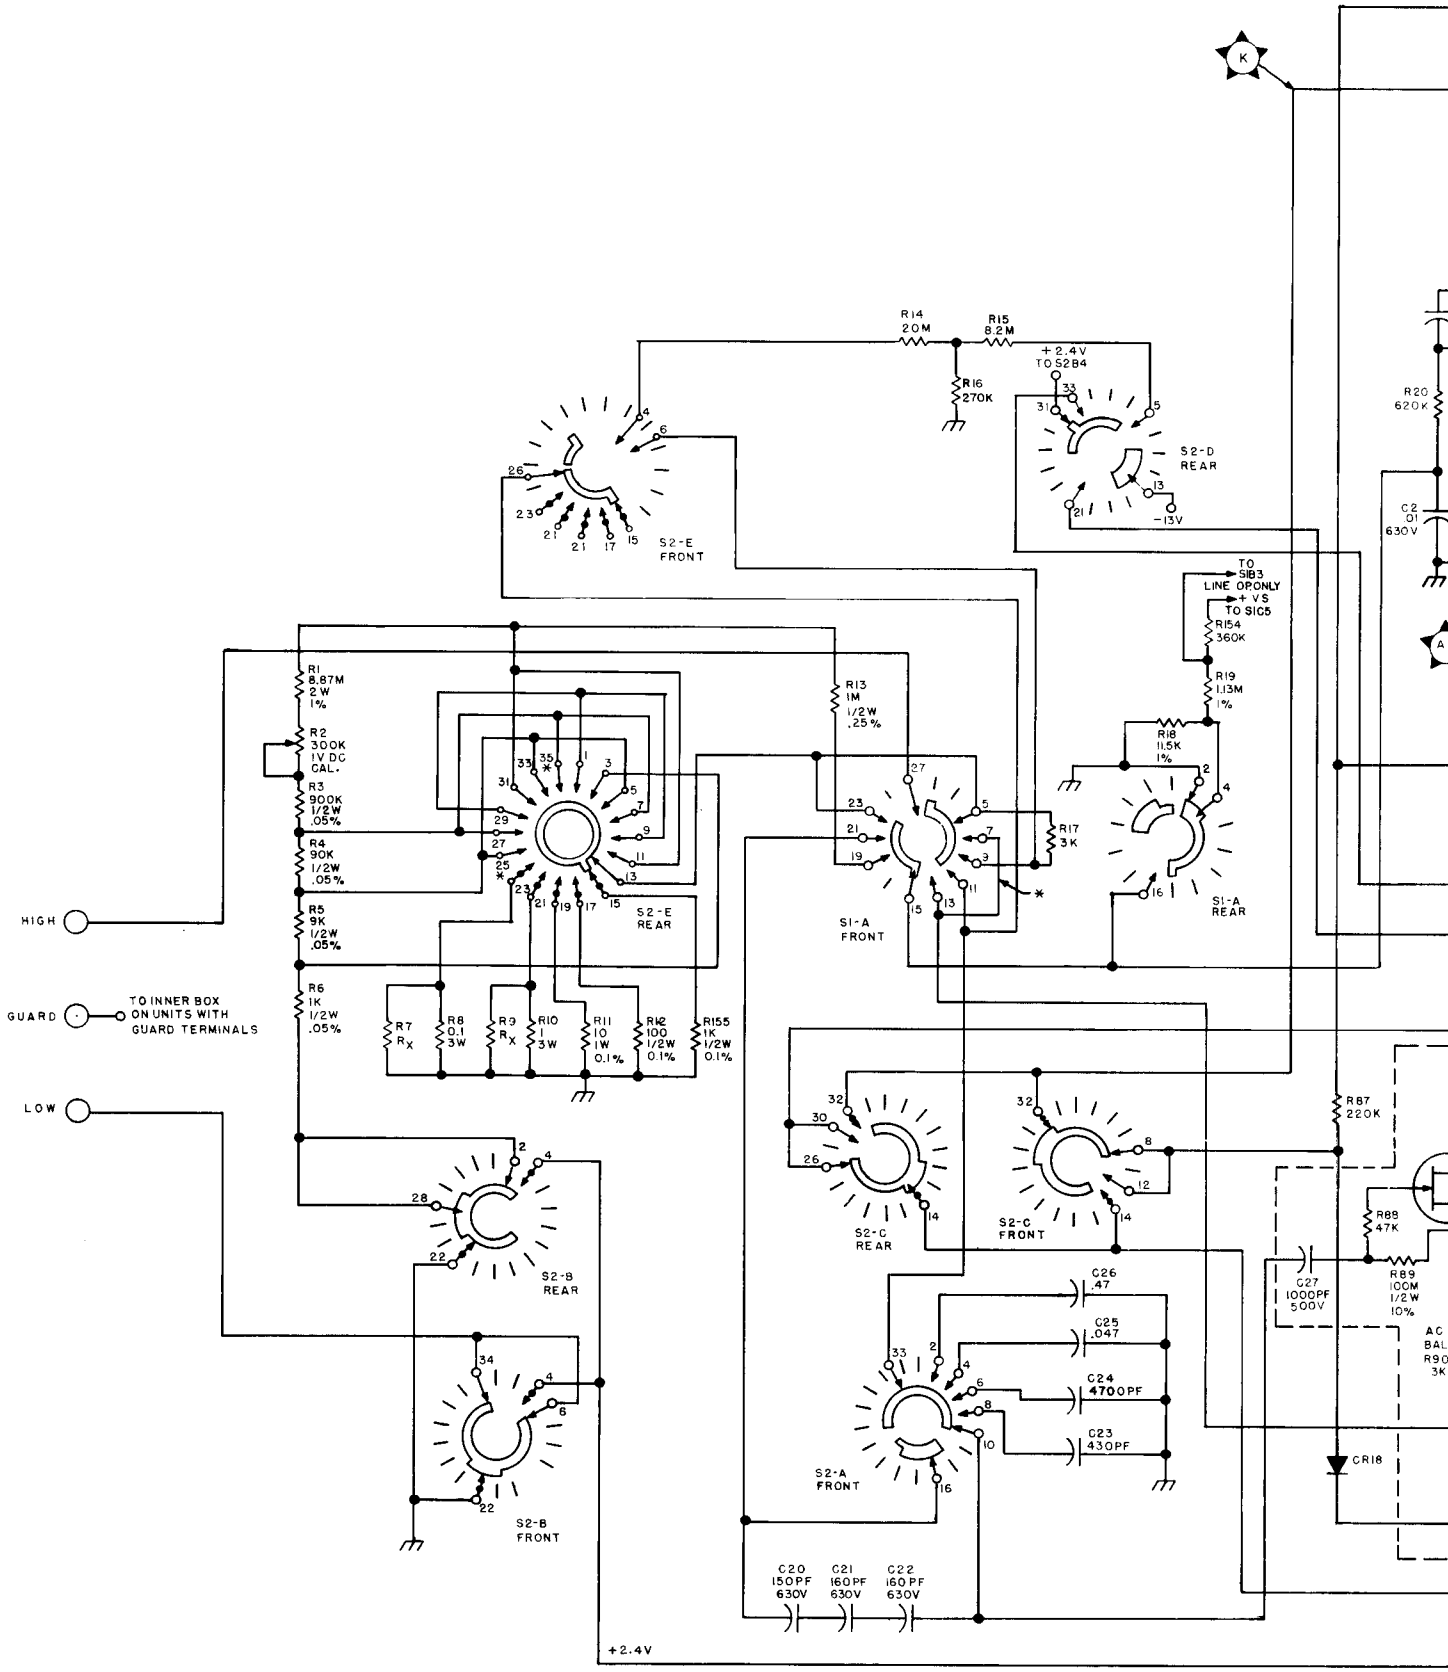 K
R14
20M
R15
8.2M
+2.4V
TO S2B4
R16
270K
33
31
5
13
21
-13V
S2-D
REAR
R20
620K
C2
.01
630V
A
4
6
26
23
21
21
17
15
S2-E
FRONT
TO
S1B3
LINE OP.ONLY
+VS
TO S1C5
R154
360K
R19
1.13M
1%
R18
11.5K
1%
2
4
16
S1-A
REAR
R1
8.87M
2W
1%
R2
300K
1V DC
CAL.
R3
900K
1/2W
.05%
R4
90K
1/2W
.05%
R5
9K
1/2W
.05%
R6
1K
1/2W
.05%
R13
1M
1/2W
.25%
33
35
*
1
3
31
5
7
29
9
27
11
25
*
13
23
21
19
17
15
S2-E
REAR
27
23
5
21
7
R17
3K
19
9
11
15
13
*
S1-A
FRONT
HIGH
GUARD
TO INNER BOX
ON UNITS WITH
GUARD TERMINALS
LOW
R7
RX
R8
0.1
3W
R9
RX
R10
1
3W
R11
10
1W
0.1%
R12
100
1/2W
0.1%
R155
1K
1/2W
0.1%
32
30
26
14
S2-C
REAR
32
8
12
14
S2-C
FRONT
R87
220K
R88
47K
R89
100M
1/2W
10%
C27
1000PF
500V
AC
BAL
R90
3K
2
4
28
22
S2-B
REAR
34
4
6
22
S2-B
FRONT
C26
.47
C25
.047
C24
4700PF
C23
430PF
33
2
4
6
8
10
16
S2-A
FRONT
CR18
C20
150PF
630V
C21
160PF
630V
C22
160PF
630V
+2.4V